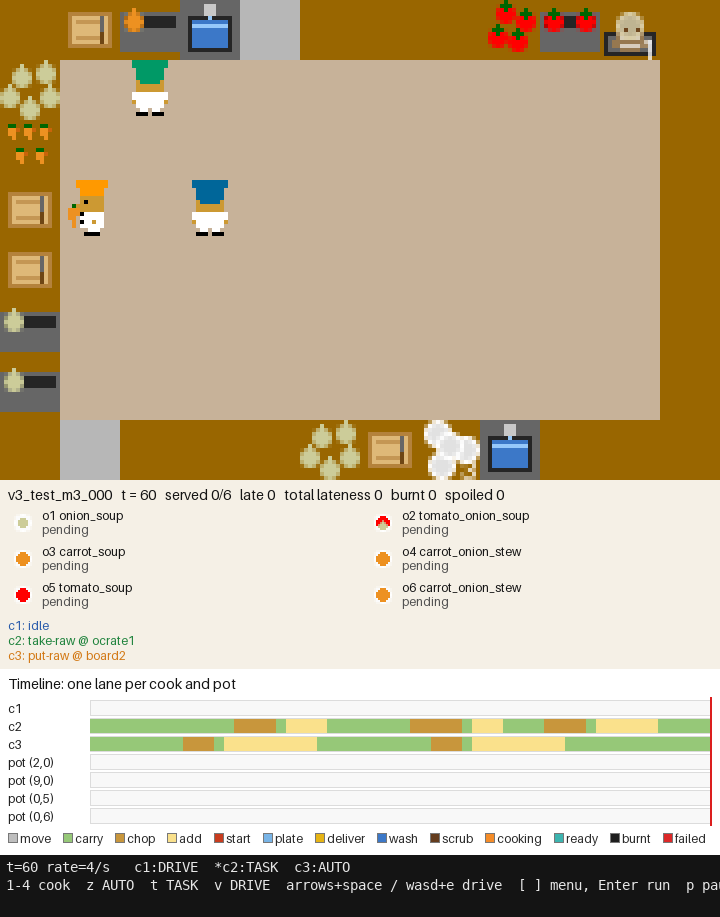 v3_test_m3_000 t = 60 served 0/6 late 0 total lateness 0 burnt 0 spoiled 0
o1 onion_soup
pending
o2 tomato_onion_soup
pending
o3 carrot_soup
pending
o4 carrot_onion_stew
pending
o5 tomato_soup
pending
o6 carrot_onion_stew
pending
c1: idle
c2: take-raw @ ocrate1
c3: put-raw @ board2
Timeline: one lane per cook and pot
c1
c2
c3
pot (2,0)
pot (9,0)
pot (0,5)
pot (0,6)
move carry chop add start plate deliver wash scrub cooking ready burnt failed
t=60 rate=4/s c1:DRIVE *c2:TASK c3:AUTO
1-4 cook z AUTO t TASK v DRIVE arrows+space / wasd+e drive [ ] menu, Enter run p pau